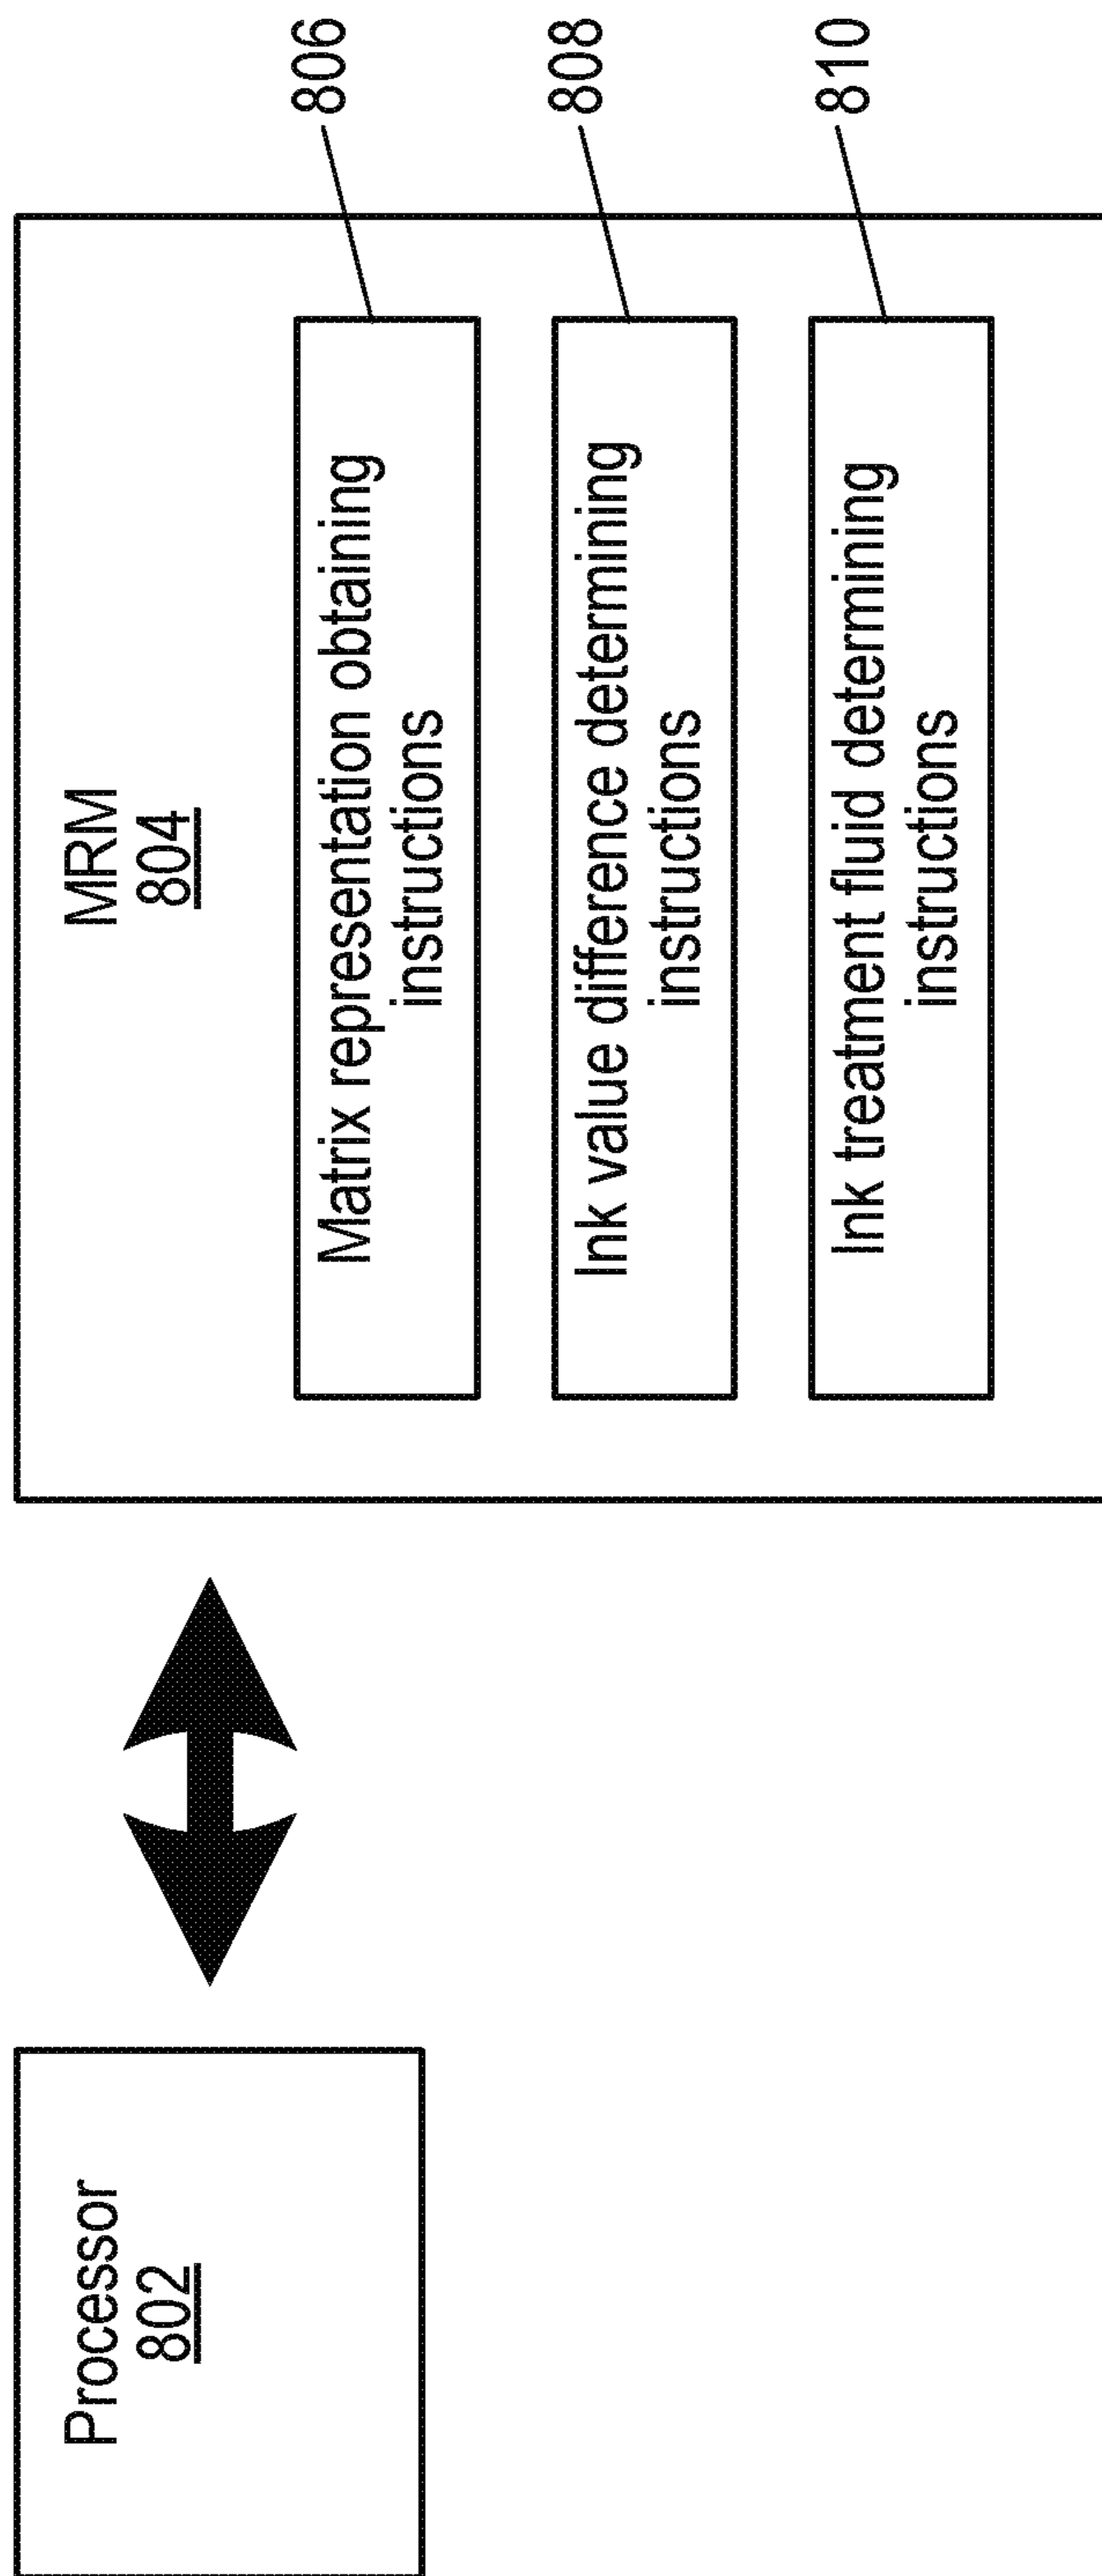 Processor
802
MRM
804
Matrix representation obtaining
instructions
806
Ink value difference determining
instructions
808
Ink treatment fluid determining
instructions
810